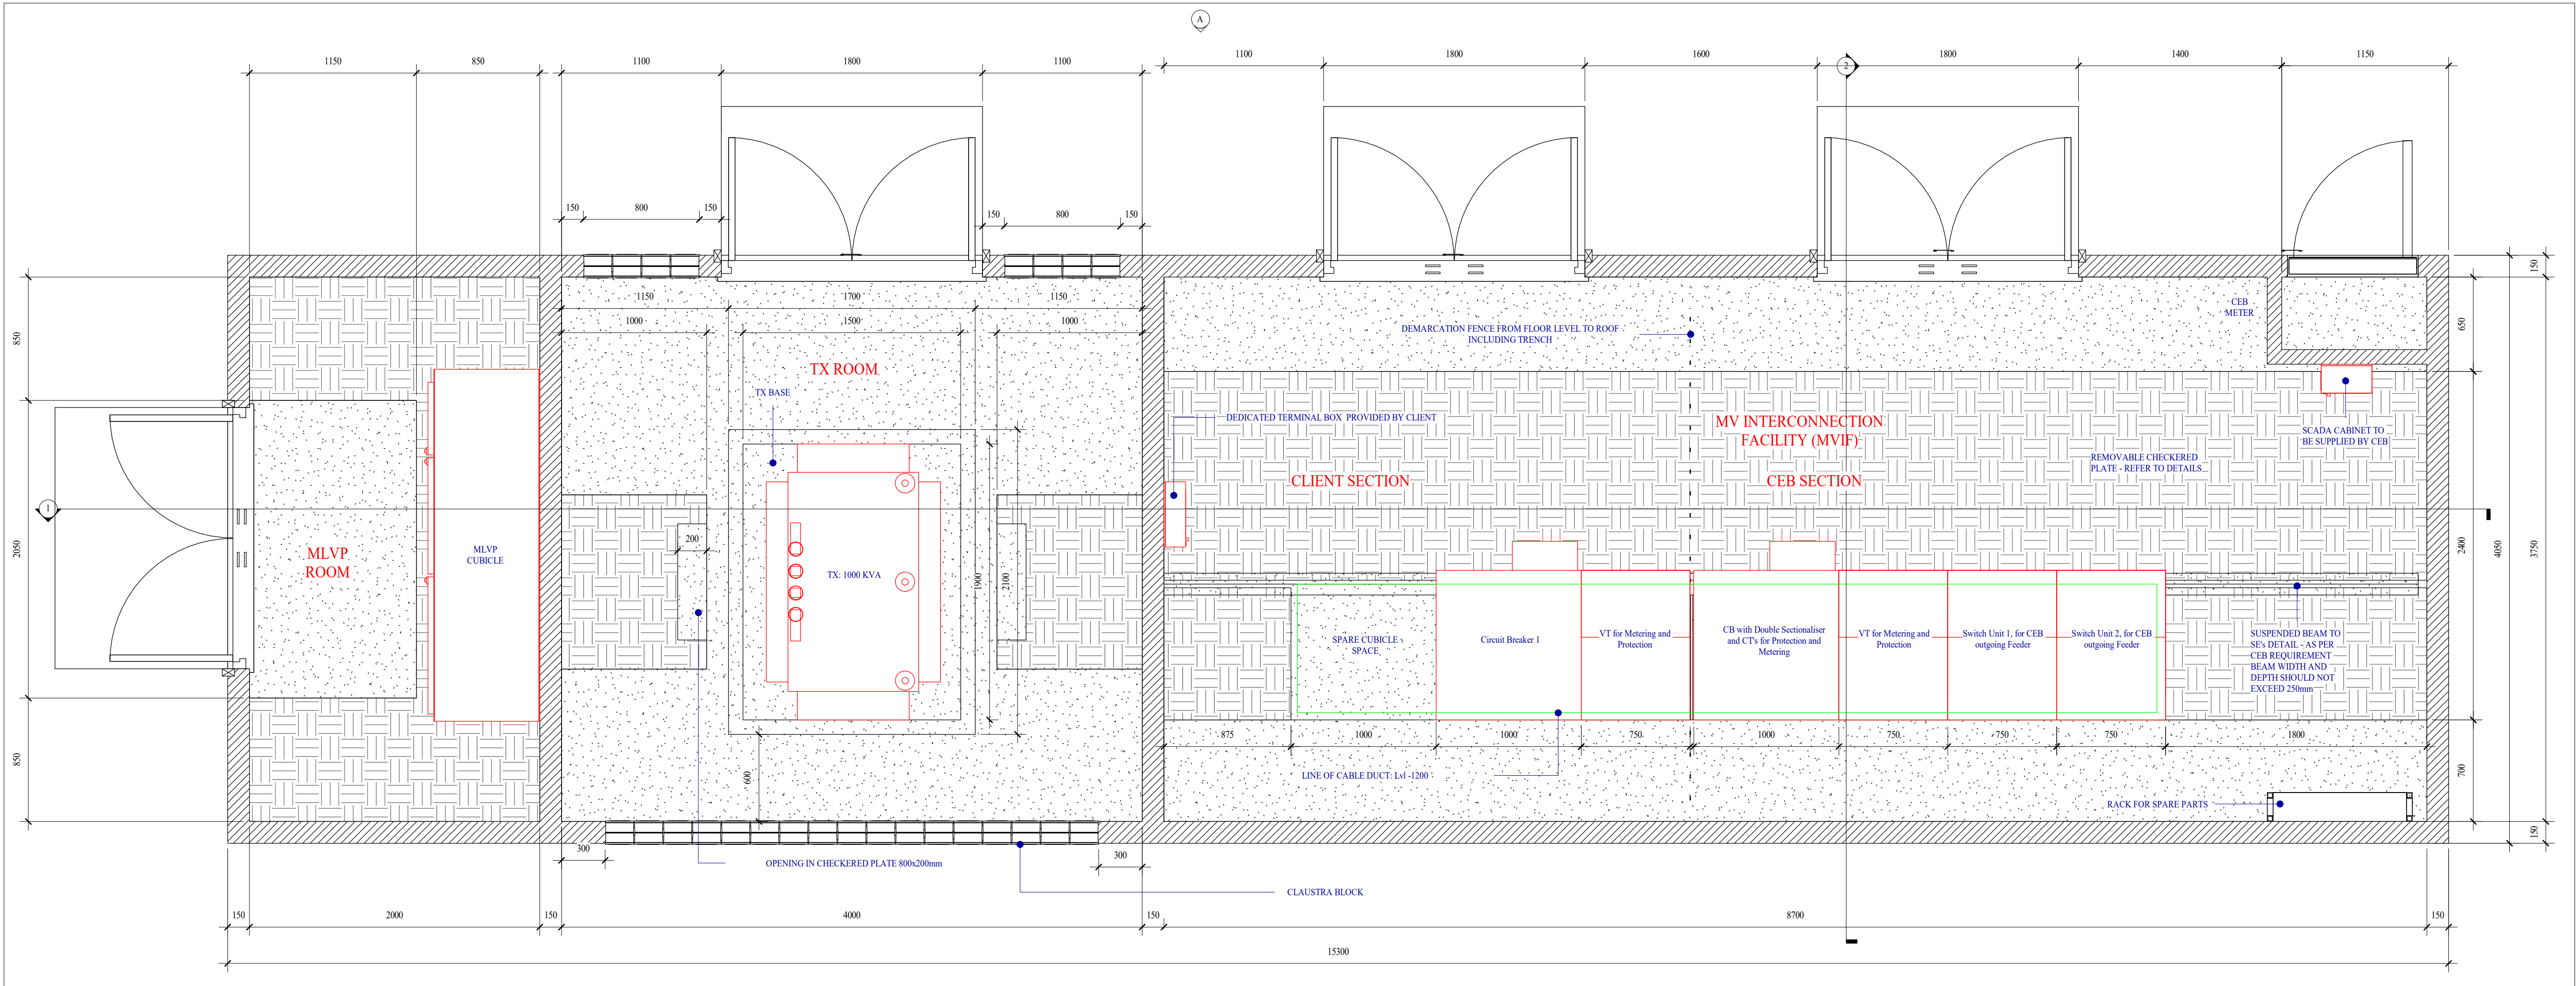 A
1150
850
1100
1800
1100
1100
1800
1600
1800
1400
1150
2
150
800
150
150
800
150
1150
1700
1150
1000
1500
1000
850
2050
850
1
150
650
2400
4050
3750
700
150
MLVP
ROOM
MLVP
CUBICLE
TX ROOM
TX BASE
200
TX: 1000 KVA
1900
2100
600
300
300
OPENING IN CHECKERED PLATE 800x200mm
CLAUSTRA BLOCK
DEMARCATION FENCE FROM FLOOR LEVEL TO ROOF
INCLUDING TRENCH
CEB
METER
DEDICATED TERMINAL BOX PROVIDED BY CLIENT
MV INTERCONNECTION
FACILITY (MVIF)
CLIENT SECTION
CEB SECTION
SCADA CABINET TO
BE SUPPLIED BY CEB
REMOVABLE CHECKERED
PLATE - REFER TO DETAILS
SPARE CUBICLE
SPACE
Circuit Breaker 1
VT for Metering and
Protection
CB with Double Sectionaliser
and CT's for Protection and
Metering
VT for Metering and
Protection
Switch Unit 1, for CEB
outgoing Feeder
Switch Unit 2, for CEB
outgoing Feeder
SUSPENDED BEAM TO
SE's DETAIL - AS PER
CEB REQUIREMENT
BEAM WIDTH AND
DEPTH SHOULD NOT
EXCEED 250mm
875
1000
1000
750
1000
750
750
750
1800
LINE OF CABLE DUCT: Lvl -1200
RACK FOR SPARE PARTS
150
2000
150
4000
150
8700
150
15300